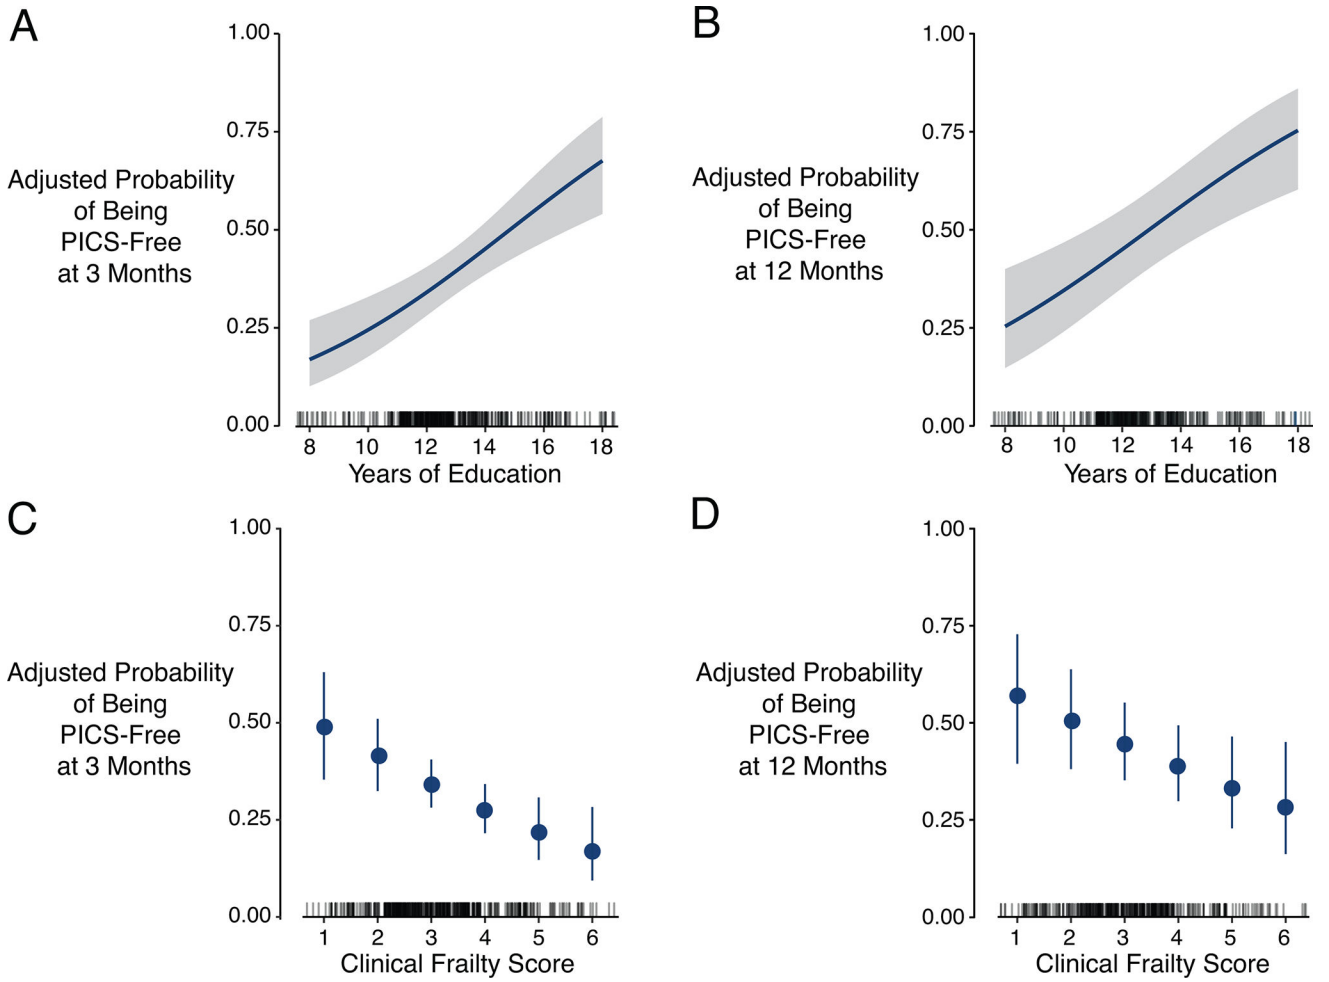 A
1.00
0.75
0.50
0.25
0.00
Adjusted Probability
of Being
PICS-Free
at 3 Months
8 10 12 14 16 18
Years of Education
B
1.00
0.75
0.50
0.25
0.00
Adjusted Probability
of Being
PICS-Free
at 12 Months
8 10 12 14 16 18
Years of Education
C
1.00
0.75
0.50
0.25
0.00
Adjusted Probability
of Being
PICS-Free
at 3 Months
1 2 3 4 5 6
Clinical Frailty Score
D
1.00
0.75
0.50
0.25
0.00
Adjusted Probability
of Being
PICS-Free
at 12 Months
1 2 3 4 5 6
Clinical Frailty Score